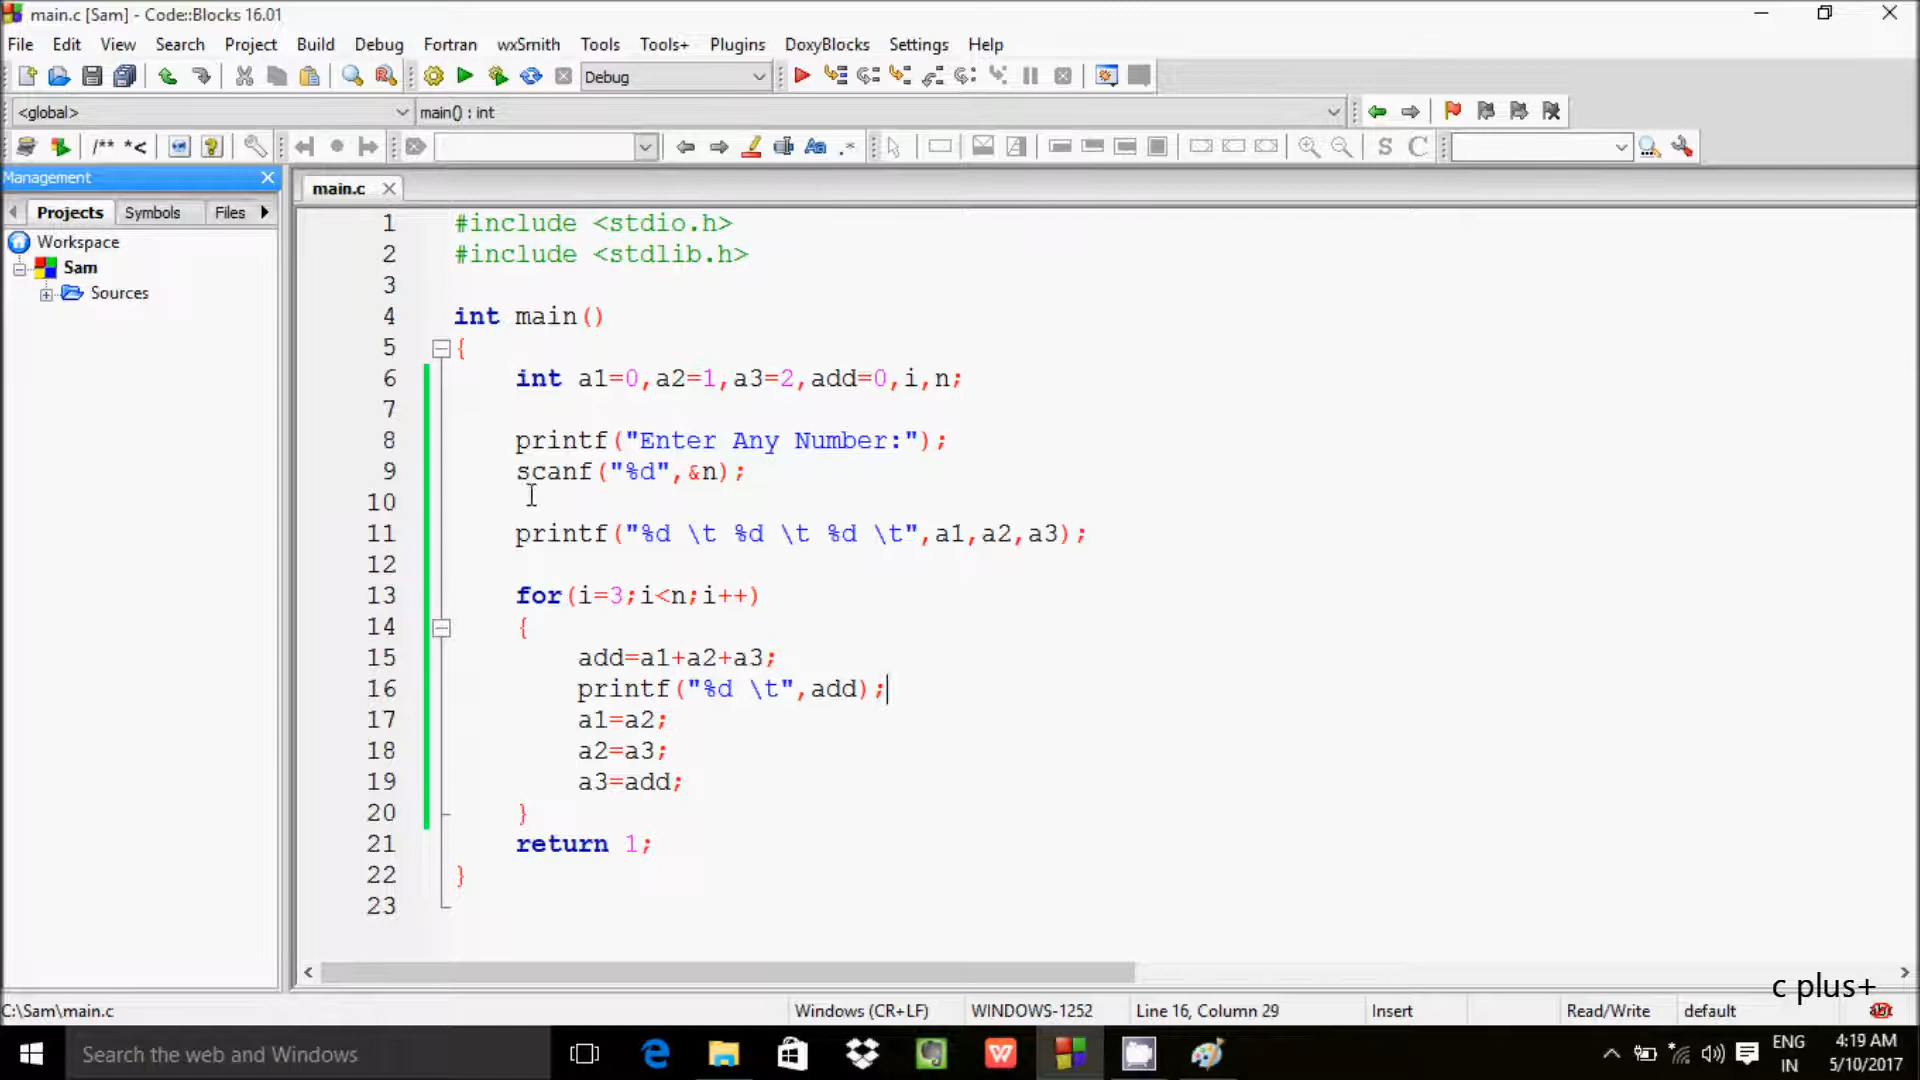 main.c [Sam] - Code::Blocks 16.01
File Edit View Search Project Build Debug Fortran wxSmith Tools Tools+ Plugins DoxyBlocks Settings Help
Debug
<global> main() : int
/** *<
Aa .*
S C
Management
main.c
Projects Symbols Files
Workspace
Sam
Sources
1 #include <stdio.h>
2 #include <stdlib.h>
3
4 int main()
5 {
6 int a1=0,a2=1,a3=2,add=0,i,n;
7
8 printf("Enter Any Number:");
9 scanf("%d",&n);
10
11 printf("%d \t %d \t %d \t",a1,a2,a3);
12
13 for(i=3;i<n;i++)
14 {
15 add=a1+a2+a3;
16 printf("%d \t",add);
17 a1=a2;
18 a2=a3;
19 a3=add;
20 }
21 return 1;
22 }
23
c plus+
C:\Sam\main.c Windows (CR+LF) WINDOWS-1252 Line 16, Column 29 Insert Read/Write default
Search the web and Windows
ENG
IN
4:19 AM
5/10/2017